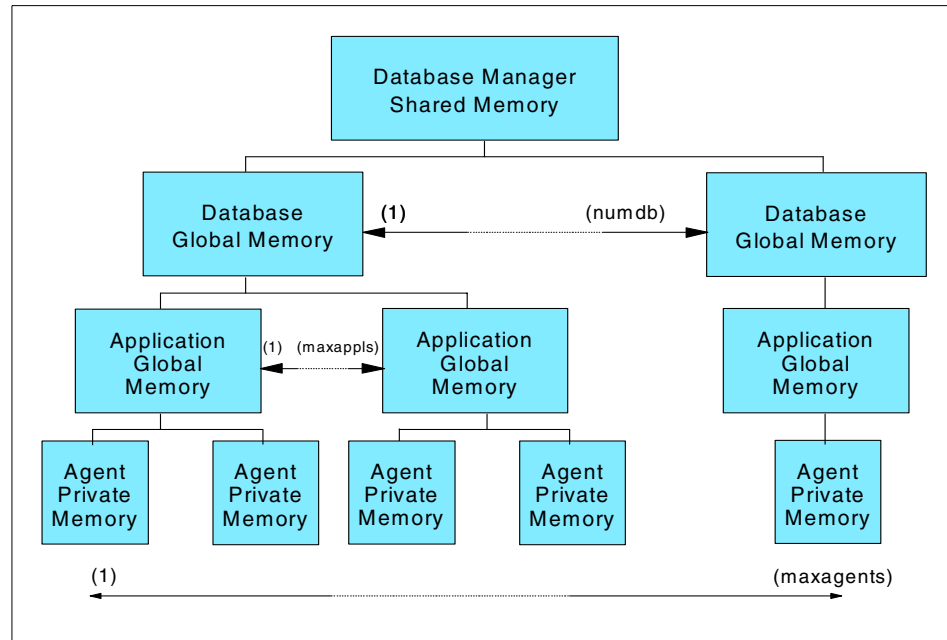 Database Manager
Shared Memory
Database
Global Memory
(1)
(numdb)
Database
Global Memory
Application
Global
Memory
(1)
(maxappls)
Application
Global
Memory
Application
Global
Memory
Agent
Private
Memory
Agent
Private
Memory
Agent
Private
Memory
Agent
Private
Memory
Agent
Private
Memory
(1)
(maxagents)